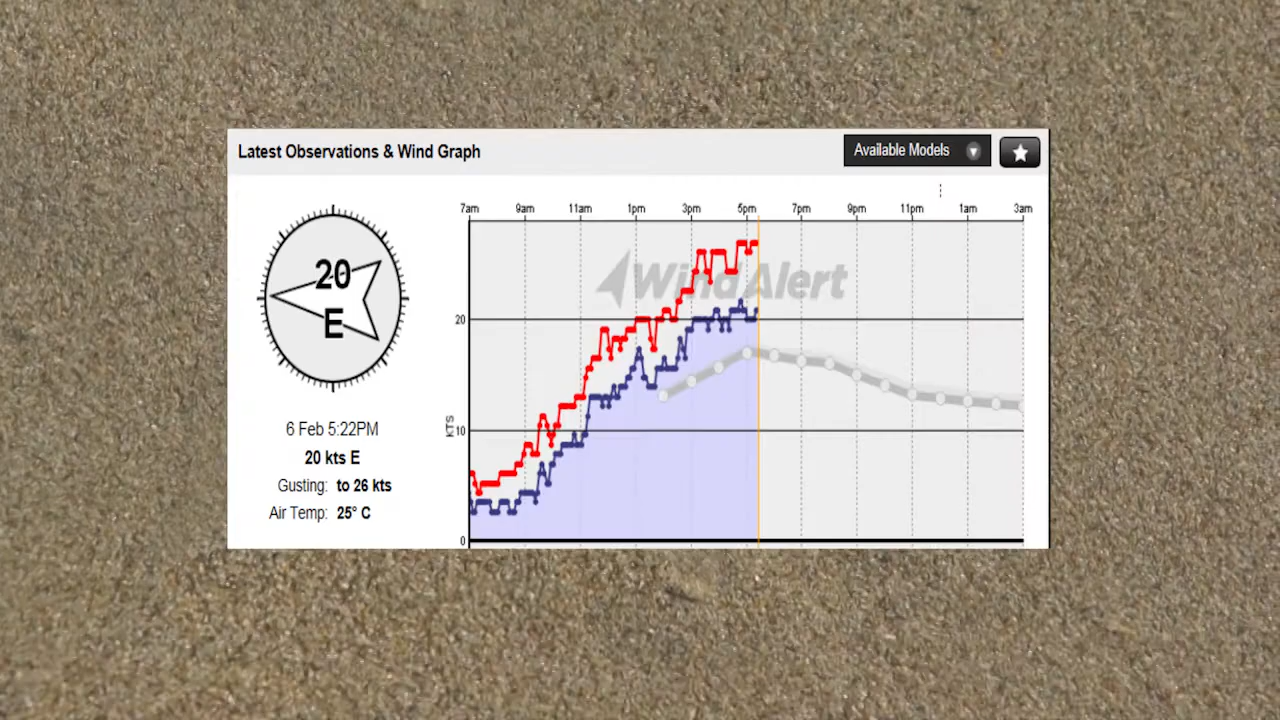 Latest Observations & Wind Graph
Available Models
7am 9am 11am 1pm 3pm 5pm 7pm 9pm 11pm 1am 3am
WindAlert
20
E
20
KTS
10
0
6 Feb 5:22PM
20 kts E
Gusting: to 26 kts
Air Temp: 25° C